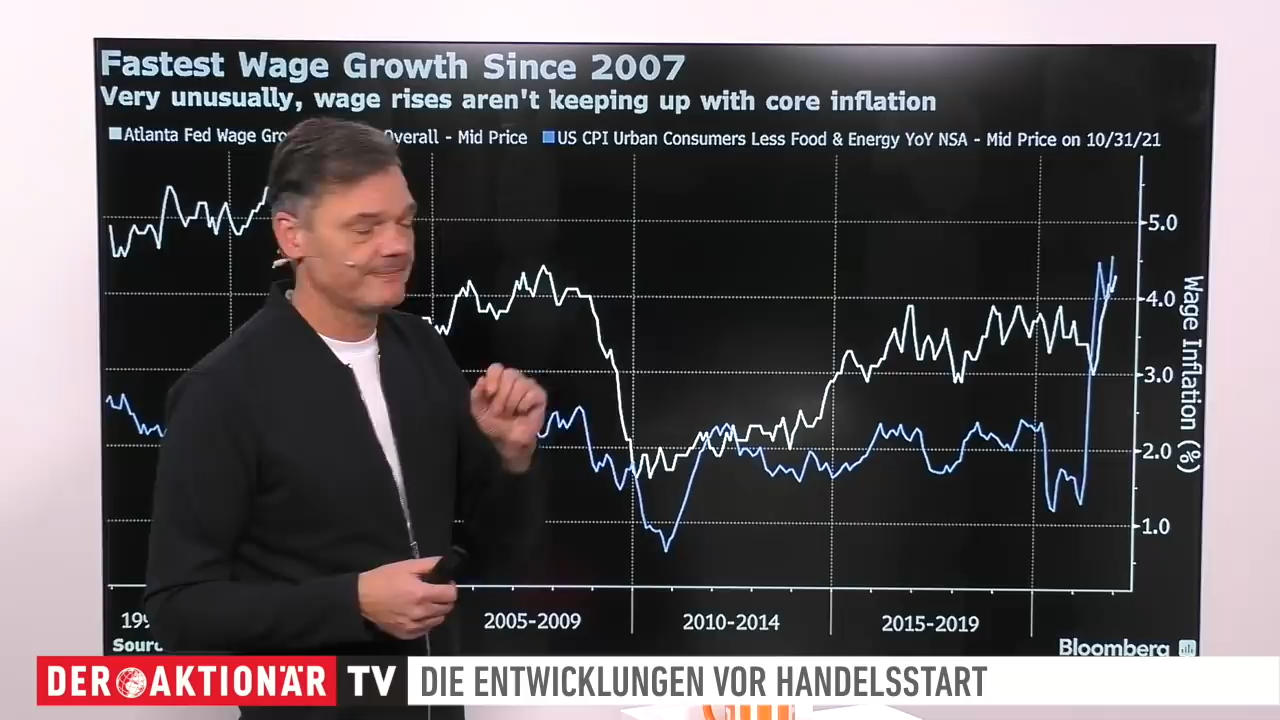 Fastest Wage Growth Since 2007
Very unusually, wage rises aren't keeping up with core inflation
Atlanta Fed Wage Overall - Mid Price US CPI Urban Consumers Less Food & Energy YoY NSA - Mid Price on 10/31/21
5.0
4.0
3.0
2.0
1.0
Wage Inflation (%)
2005-2009 2010-2014 2015-2019
Bloomberg
DER AKTIONÄR TV DIE ENTWICKLUNGEN VOR HANDELSSTART